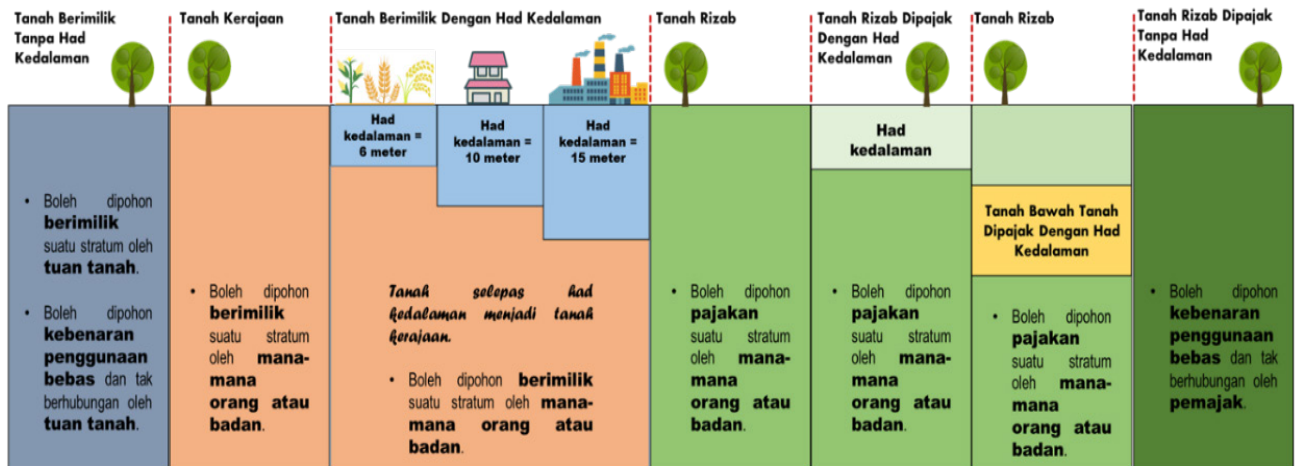 Tanah Berimilik
Tanpa Had
Kedalaman
Tanah Kerajaan
Tanah Berimilik Dengan Had Kedalaman
Tanah Rizab
Tanah Rizab Dipajak
Dengan Had
Kedalaman
Tanah Rizab
Tanah Rizab Dipajak
Tanpa Had
Kedalaman
• Boleh dipohon
berimilik
suatu stratum oleh
tuan tanah.
• Boleh dipohon
kebenaran
penggunaan
bebas dan tak
berhubungan oleh
tuan tanah.
• Boleh dipohon
berimilik
suatu stratum
oleh mana-
mana
orang atau
badan.
Had
kedalaman =
6 meter
Had
kedalaman =
10 meter
Had
kedalaman =
15 meter
Tanah selepas had
kedalaman menjadi tanah
kerajaan.
• Boleh dipohon berimilik
suatu stratum oleh mana-
mana orang atau
badan.
• Boleh dipohon
pajakan
suatu stratum
oleh mana-
mana
orang atau
badan.
Had
kedalaman
• Boleh dipohon
pajakan
suatu stratum
oleh mana-
mana
orang atau
badan.
Tanah Bawah Tanah
Dipajak Dengan Had
Kedalaman
• Boleh dipohon
pajakan
suatu stratum
oleh mana-
mana
orang atau
badan.
• Boleh dipohon
kebenaran
penggunaan
bebas dan tak
berhubungan oleh
pemajak.